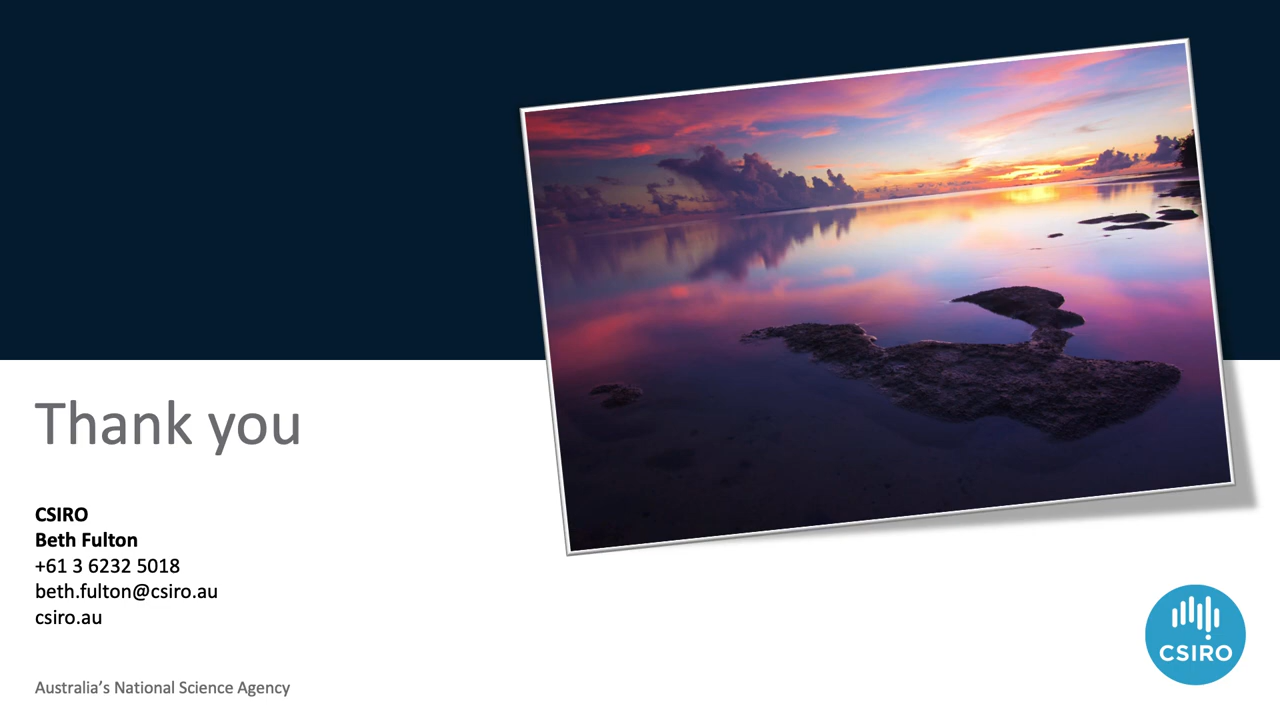 Thank you
CSIRO
Beth Fulton
+61 3 6232 5018
beth.fulton@csiro.au
csiro.au
Australia’s National Science Agency
CSIRO